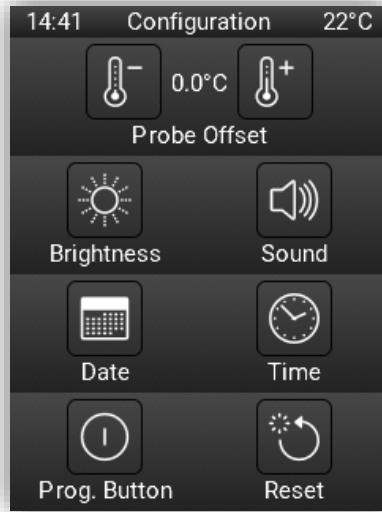 14:41 Configuration 22°C
0.0°C
Probe Offset
Brightness Sound
Date Time
Prog. Button Reset